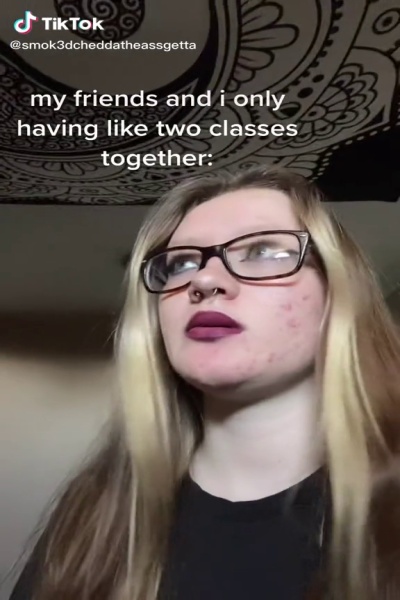 TikTok
@smok3dcheddatheassgetta
my friends and i only
having like two classes
together: